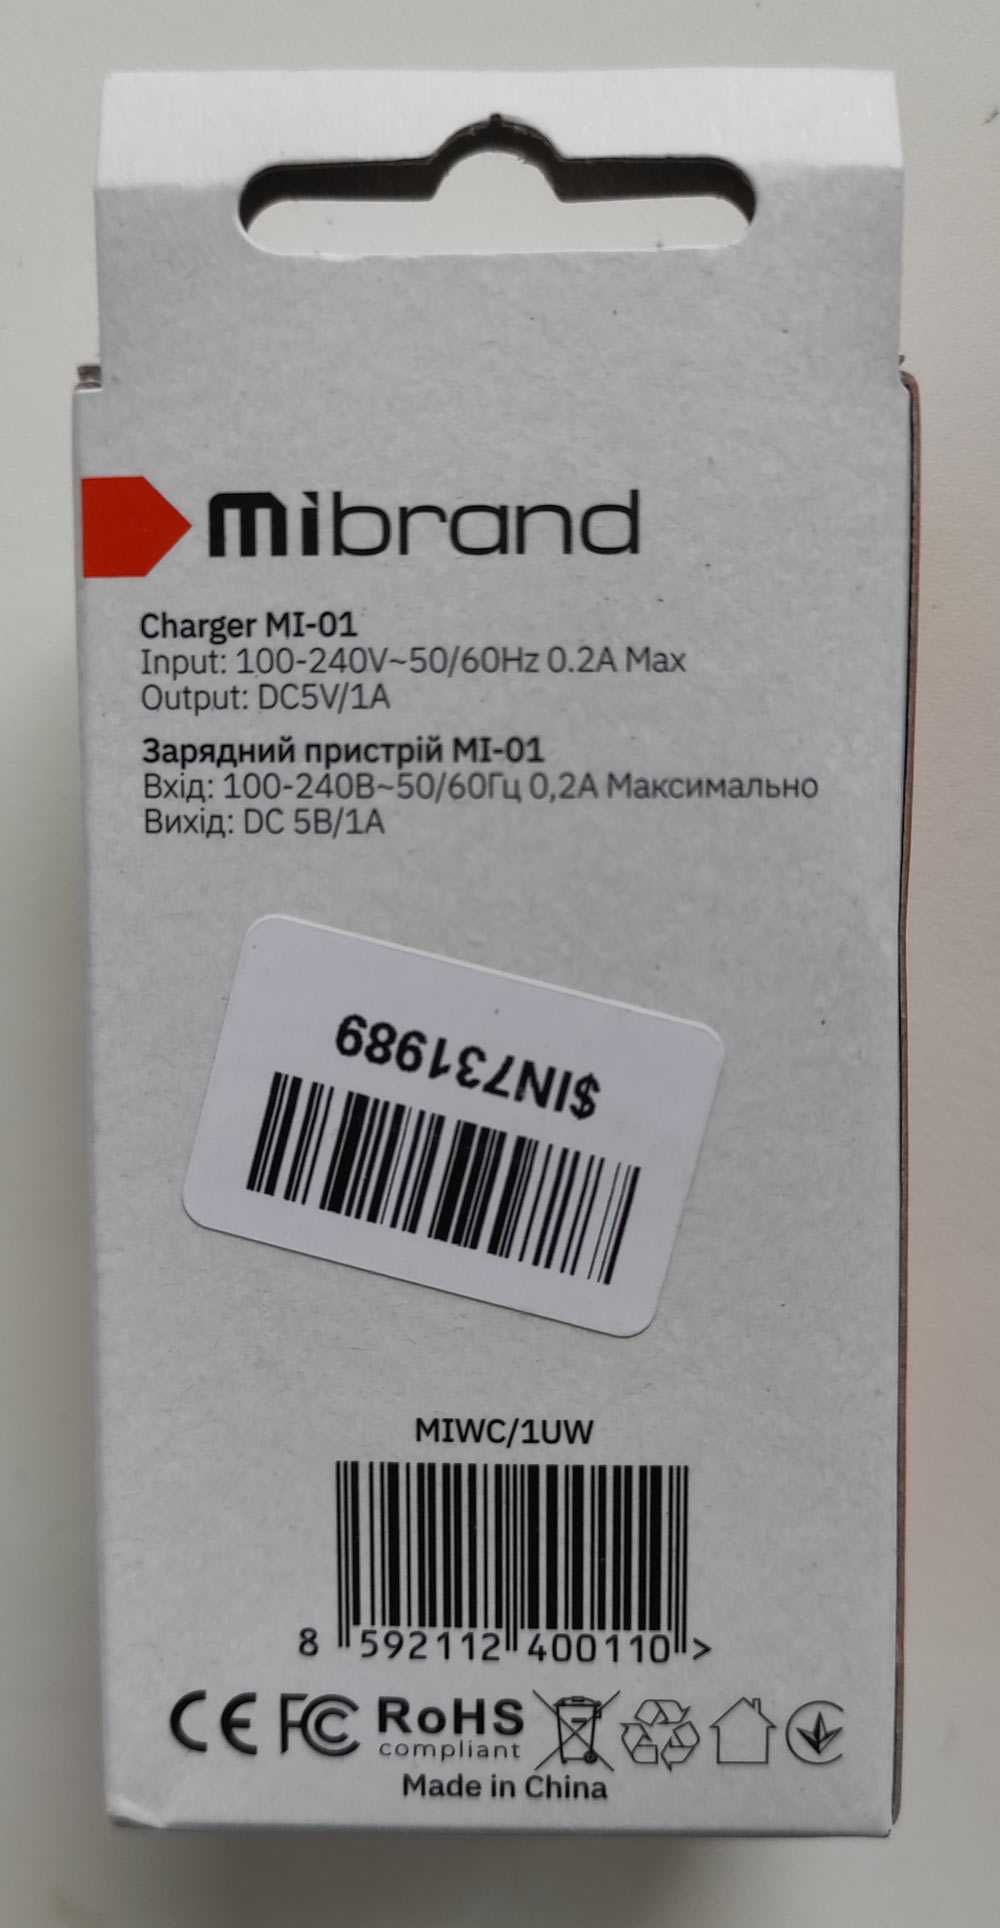 mibrand
Charger MI-01
Input: 100-240V~50/60Hz 0.2A Max
Output: DC5V/1A
Зарядний пристрій MI-01
Вхід: 100-240В~50/60Гц 0,2А Максимально
Вихід: DC 5В/1А
$IN731989
MIWC/1UW
8 592112 400110 >
CE FC RoHS
compliant
Made in China